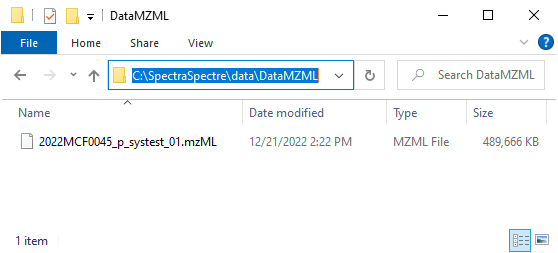 DataMZML
File Home Share View
C:\SpectraSpectre\data\DataMZML Search DataMZML
Name Date modified Type Size
2022MCF0045_p_systest_01.mzML 12/21/2022 2:22 PM MZML File 489,666 KB
1 item